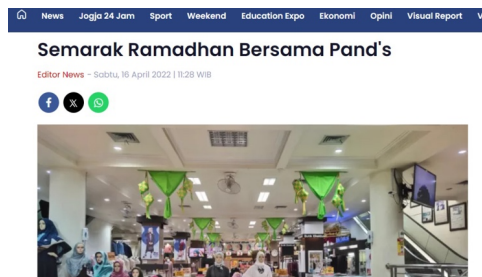 News Jogja 24 Jam Sport Weekend Education Expo Ekonomi Opini Visual Report
Semarak Ramadhan Bersama Pand's
Editor News - Sabtu, 16 April 2022 | 11:28 WIB